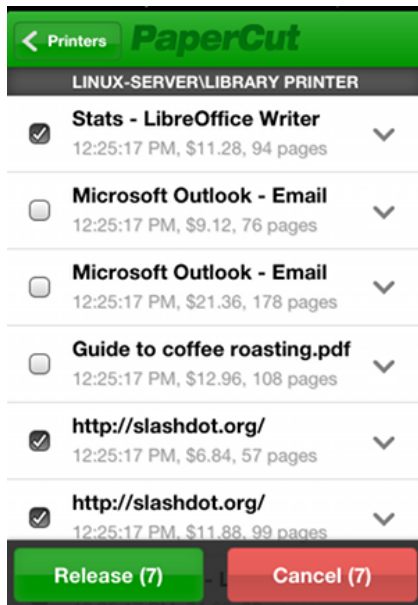 Printers
PaperCut
LINUX-SERVER\LIBRARY PRINTER
Stats - LibreOffice Writer
12:25:17 PM, $11.28, 94 pages
Microsoft Outlook - Email
12:25:17 PM, $9.12, 76 pages
Microsoft Outlook - Email
12:25:17 PM, $21.36, 178 pages
Guide to coffee roasting.pdf
12:25:17 PM, $12.96, 108 pages
http://slashdot.org/
12:25:17 PM, $6.84, 57 pages
http://slashdot.org/
12:25:17 PM, $11.88, 99 pages
Release (7)
Cancel (7)